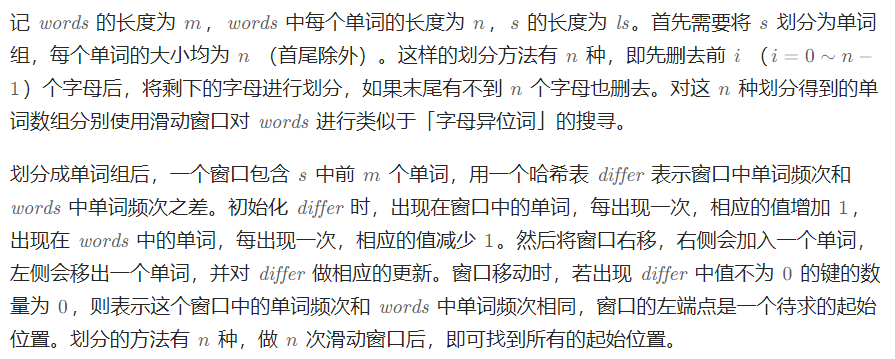 记 words 的长度为 m，words 中每个单词的长度为 n，s 的长度为 ls。首先需要将 s 划分为单词
组，每个单词的大小均为 n （首尾除外）。这样的划分方法有 n 种，即先删去前 i （i = 0 ∼ n −
1）个字母后，将剩下的字母进行划分，如果末尾有不到 n 个字母也删去。对这 n 种划分得到的单
词数组分别使用滑动窗口对 words 进行类似于「字母异位词」的搜寻。
划分成单词组后，一个窗口包含 s 中前 m 个单词，用一个哈希表 differ 表示窗口中单词频次和
words 中单词频次之差。初始化 differ 时，出现在窗口中的单词，每出现一次，相应的值增加 1，
出现在 words 中的单词，每出现一次，相应的值减少 1。然后将窗口右移，右侧会加入一个单词，
左侧会移出一个单词，并对 differ 做相应的更新。窗口移动时，若出现 differ 中值不为 0 的键的数
量为 0，则表示这个窗口中的单词频次和 words 中单词频次相同，窗口的左端点是一个待求的起始
位置。划分的方法有 n 种，做 n 次滑动窗口后，即可找到所有的起始位置。